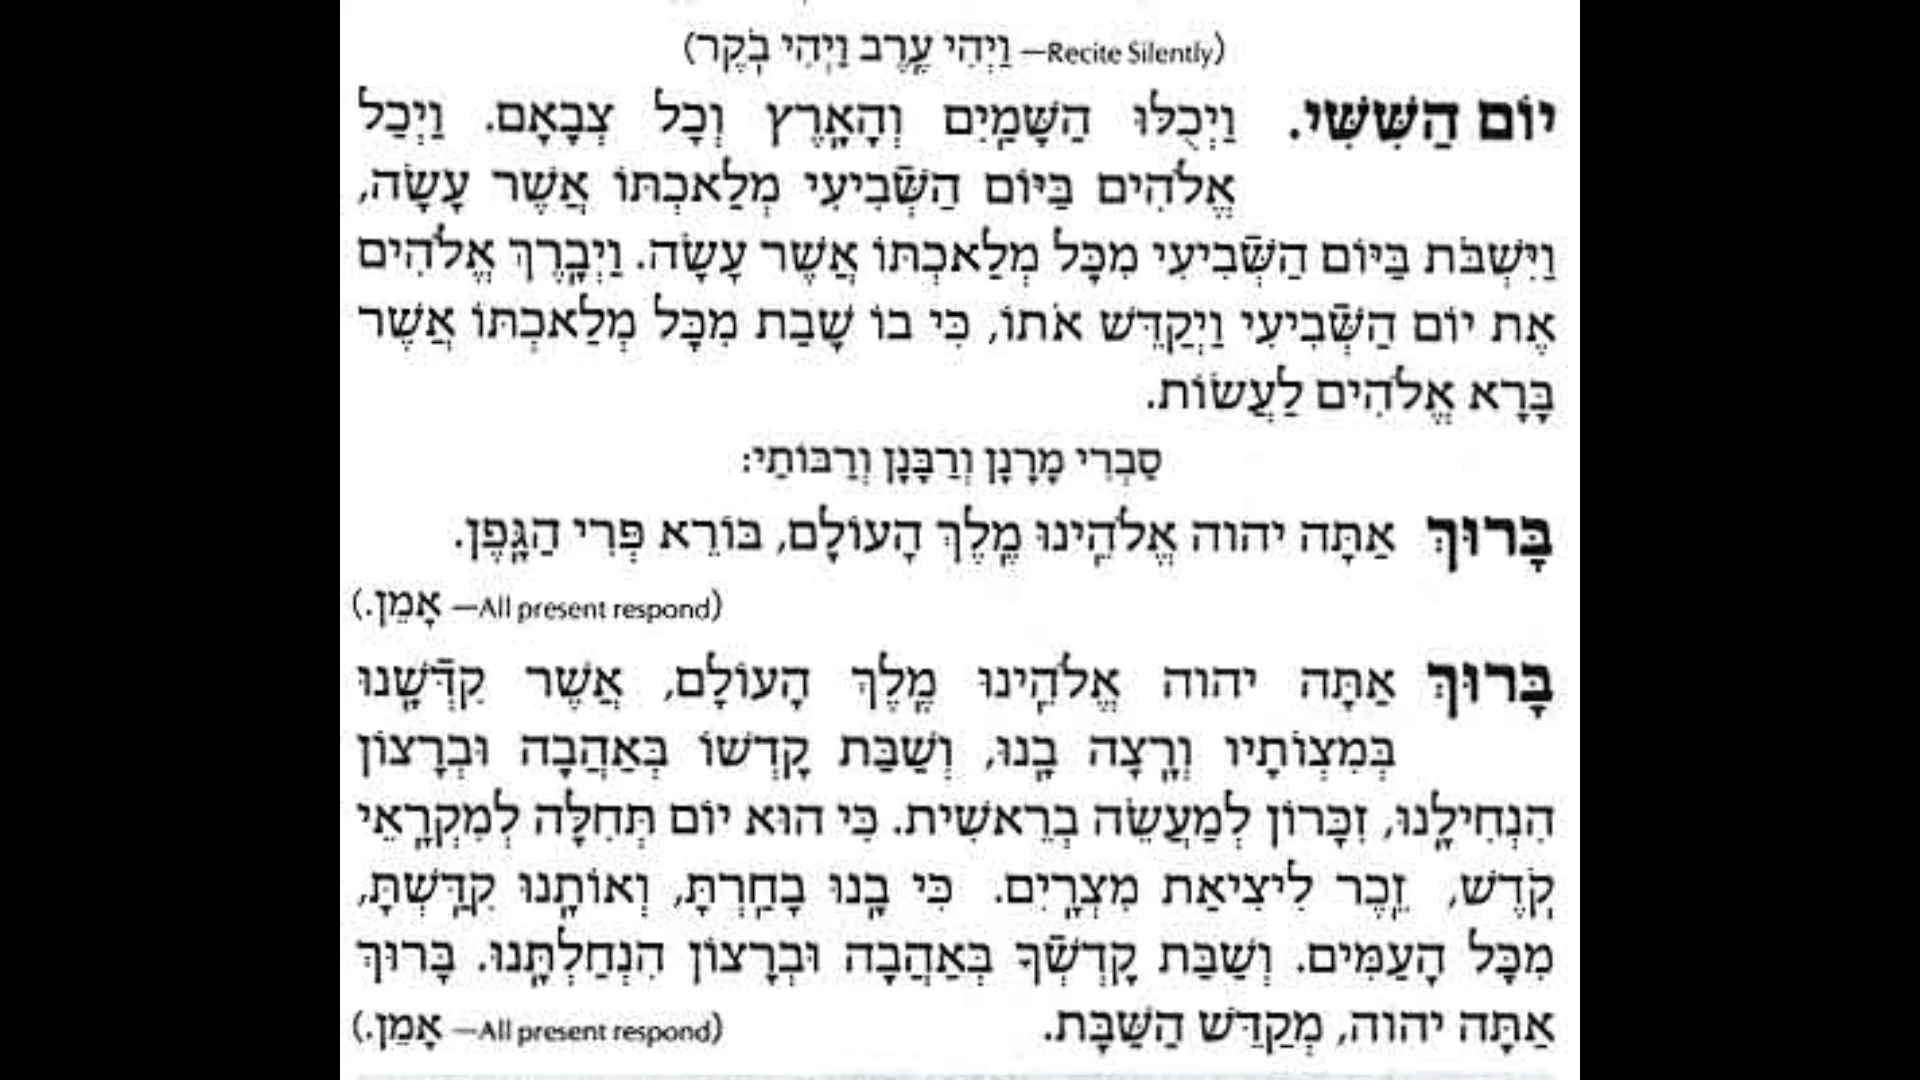 (וַיְהִי עֶרֶב וַיְהִי בֹקֶר —Recite Silently)
יוֹם הַשִּׁשִּׁי. וַיְכֻלּוּ הַשָּׁמַיִם וְהָאָרֶץ וְכָל צְבָאָם. וַיְכַל
אֱלֹהִים בַּיּוֹם הַשְּׁבִיעִי מְלַאכְתּוֹ אֲשֶׁר עָשָׂה,
וַיִּשְׁבֹּת בַּיּוֹם הַשְּׁבִיעִי מִכָּל מְלַאכְתּוֹ אֲשֶׁר עָשָׂה. וַיְבָרֶךְ אֱלֹהִים
אֶת יוֹם הַשְּׁבִיעִי וַיְקַדֵּשׁ אֹתוֹ, כִּי בוֹ שָׁבַת מִכָּל מְלַאכְתּוֹ אֲשֶׁר
בָּרָא אֱלֹהִים לַעֲשׂוֹת.
סַבְרִי מָרָנָן וְרַבָּנָן וְרַבּוֹתַי:
בָּרוּךְ אַתָּה יהוה אֱלֹהֵינוּ מֶלֶךְ הָעוֹלָם, בּוֹרֵא פְּרִי הַגָּפֶן.
(All present respond— אָמֵן.)
בָּרוּךְ אַתָּה יהוה אֱלֹהֵינוּ מֶלֶךְ הָעוֹלָם, אֲשֶׁר קִדְּשָׁנוּ
בְּמִצְוֹתָיו וְרָצָה בָנוּ, וְשַׁבַּת קָדְשׁוֹ בְּאַהֲבָה וּבְרָצוֹן
הִנְחִילָנוּ, זִכָּרוֹן לְמַעֲשֵׂה בְרֵאשִׁית. כִּי הוּא יוֹם תְּחִלָּה לְמִקְרָאֵי
קֹדֶשׁ, זֵכֶר לִיצִיאַת מִצְרָיִם. כִּי בָנוּ בָחַרְתָּ, וְאוֹתָנוּ קִדַּשְׁתָּ,
מִכָּל הָעַמִּים. וְשַׁבַּת קָדְשְׁךָ בְּאַהֲבָה וּבְרָצוֹן הִנְחַלְתָּנוּ. בָּרוּךְ
אַתָּה יהוה, מְקַדֵּשׁ הַשַּׁבָּת. (All present respond— אָמֵן.)